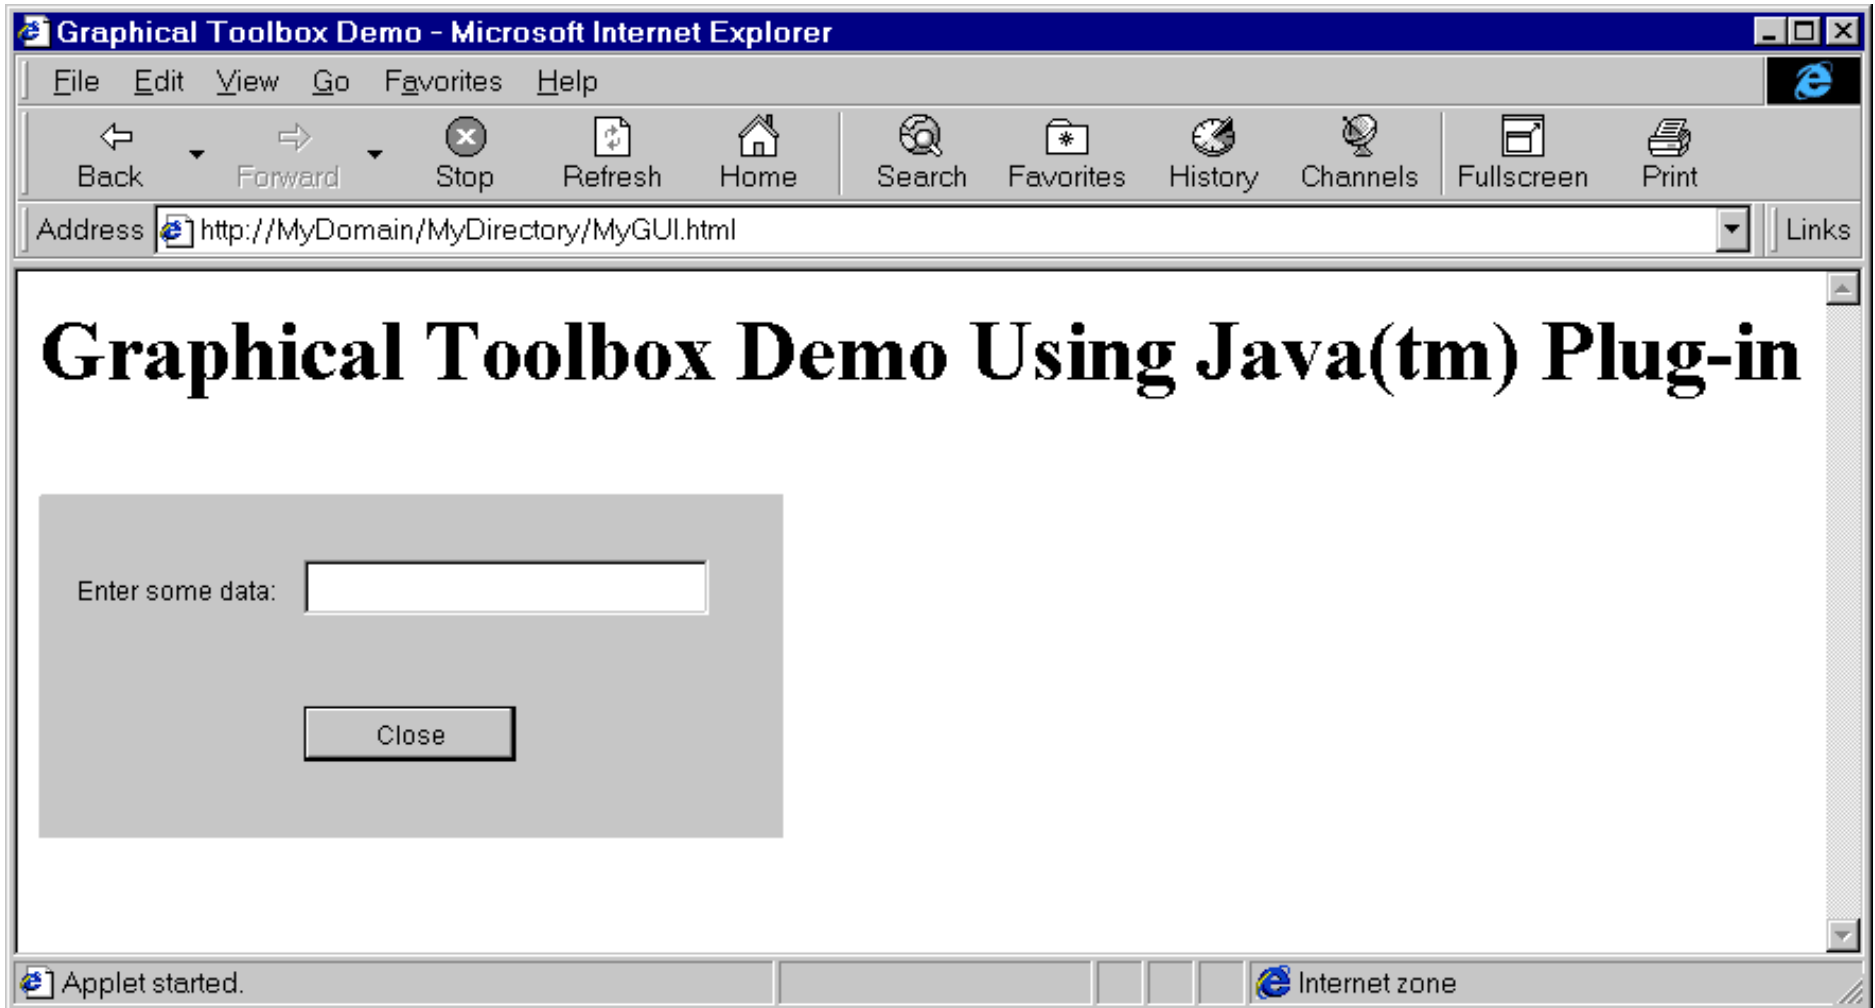 Graphical Toolbox Demo - Microsoft Internet Explorer
File Edit View Go Favorites Help
Back Forward Stop Refresh Home Search Favorites History Channels Fullscreen Print
Address http://MyDomain/MyDirectory/MyGUI.html Links
Graphical Toolbox Demo Using Java(tm) Plug-in
Enter some data:
Close
Applet started. Internet zone